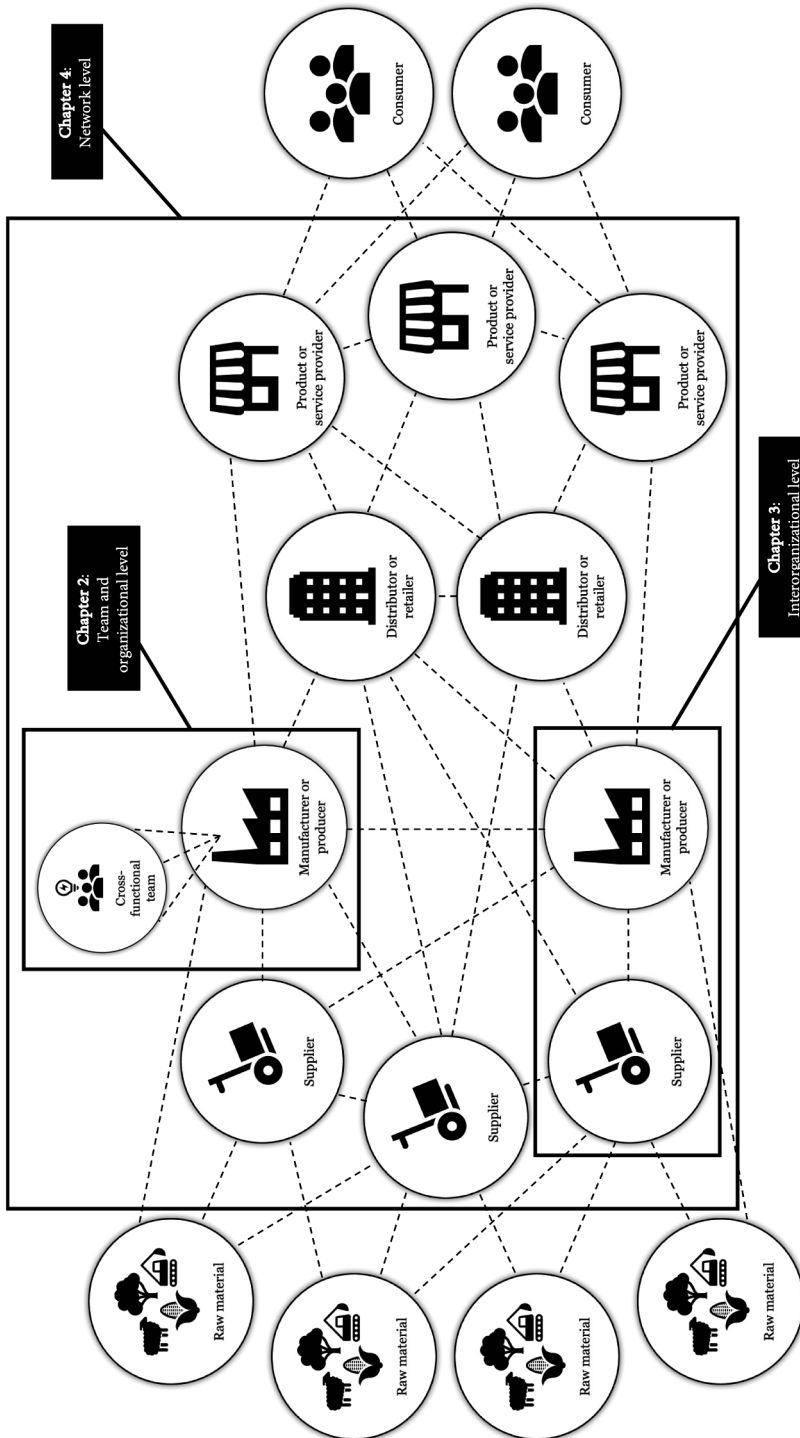 Chapter 2:
Team and
organizational level
Chapter 4:
Network level
Cross-
functional
team
Raw material
Raw material
Raw material
Raw material
Supplier
Supplier
Supplier
Manufacturer or
producer
Manufacturer or
producer
Distributor or
retailer
Distributor or
retailer
Product or
service provider
Product or
service provider
Product or
service provider
Consumer
Consumer
Chapter 3:
Interorganizational level